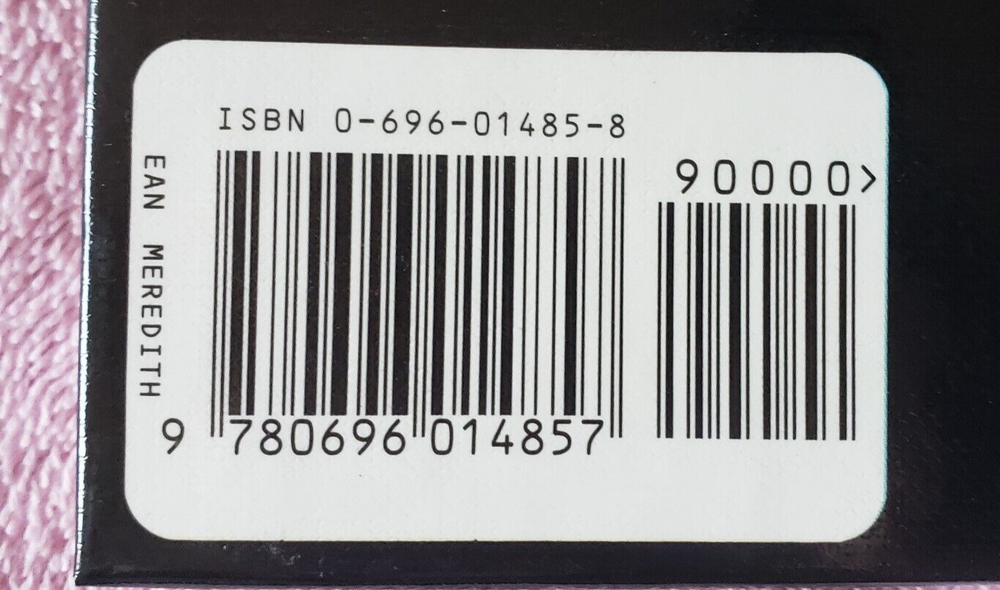 ISBN 0-696-01485-8
90000>
EAN MEREDITH
9 780696 014857